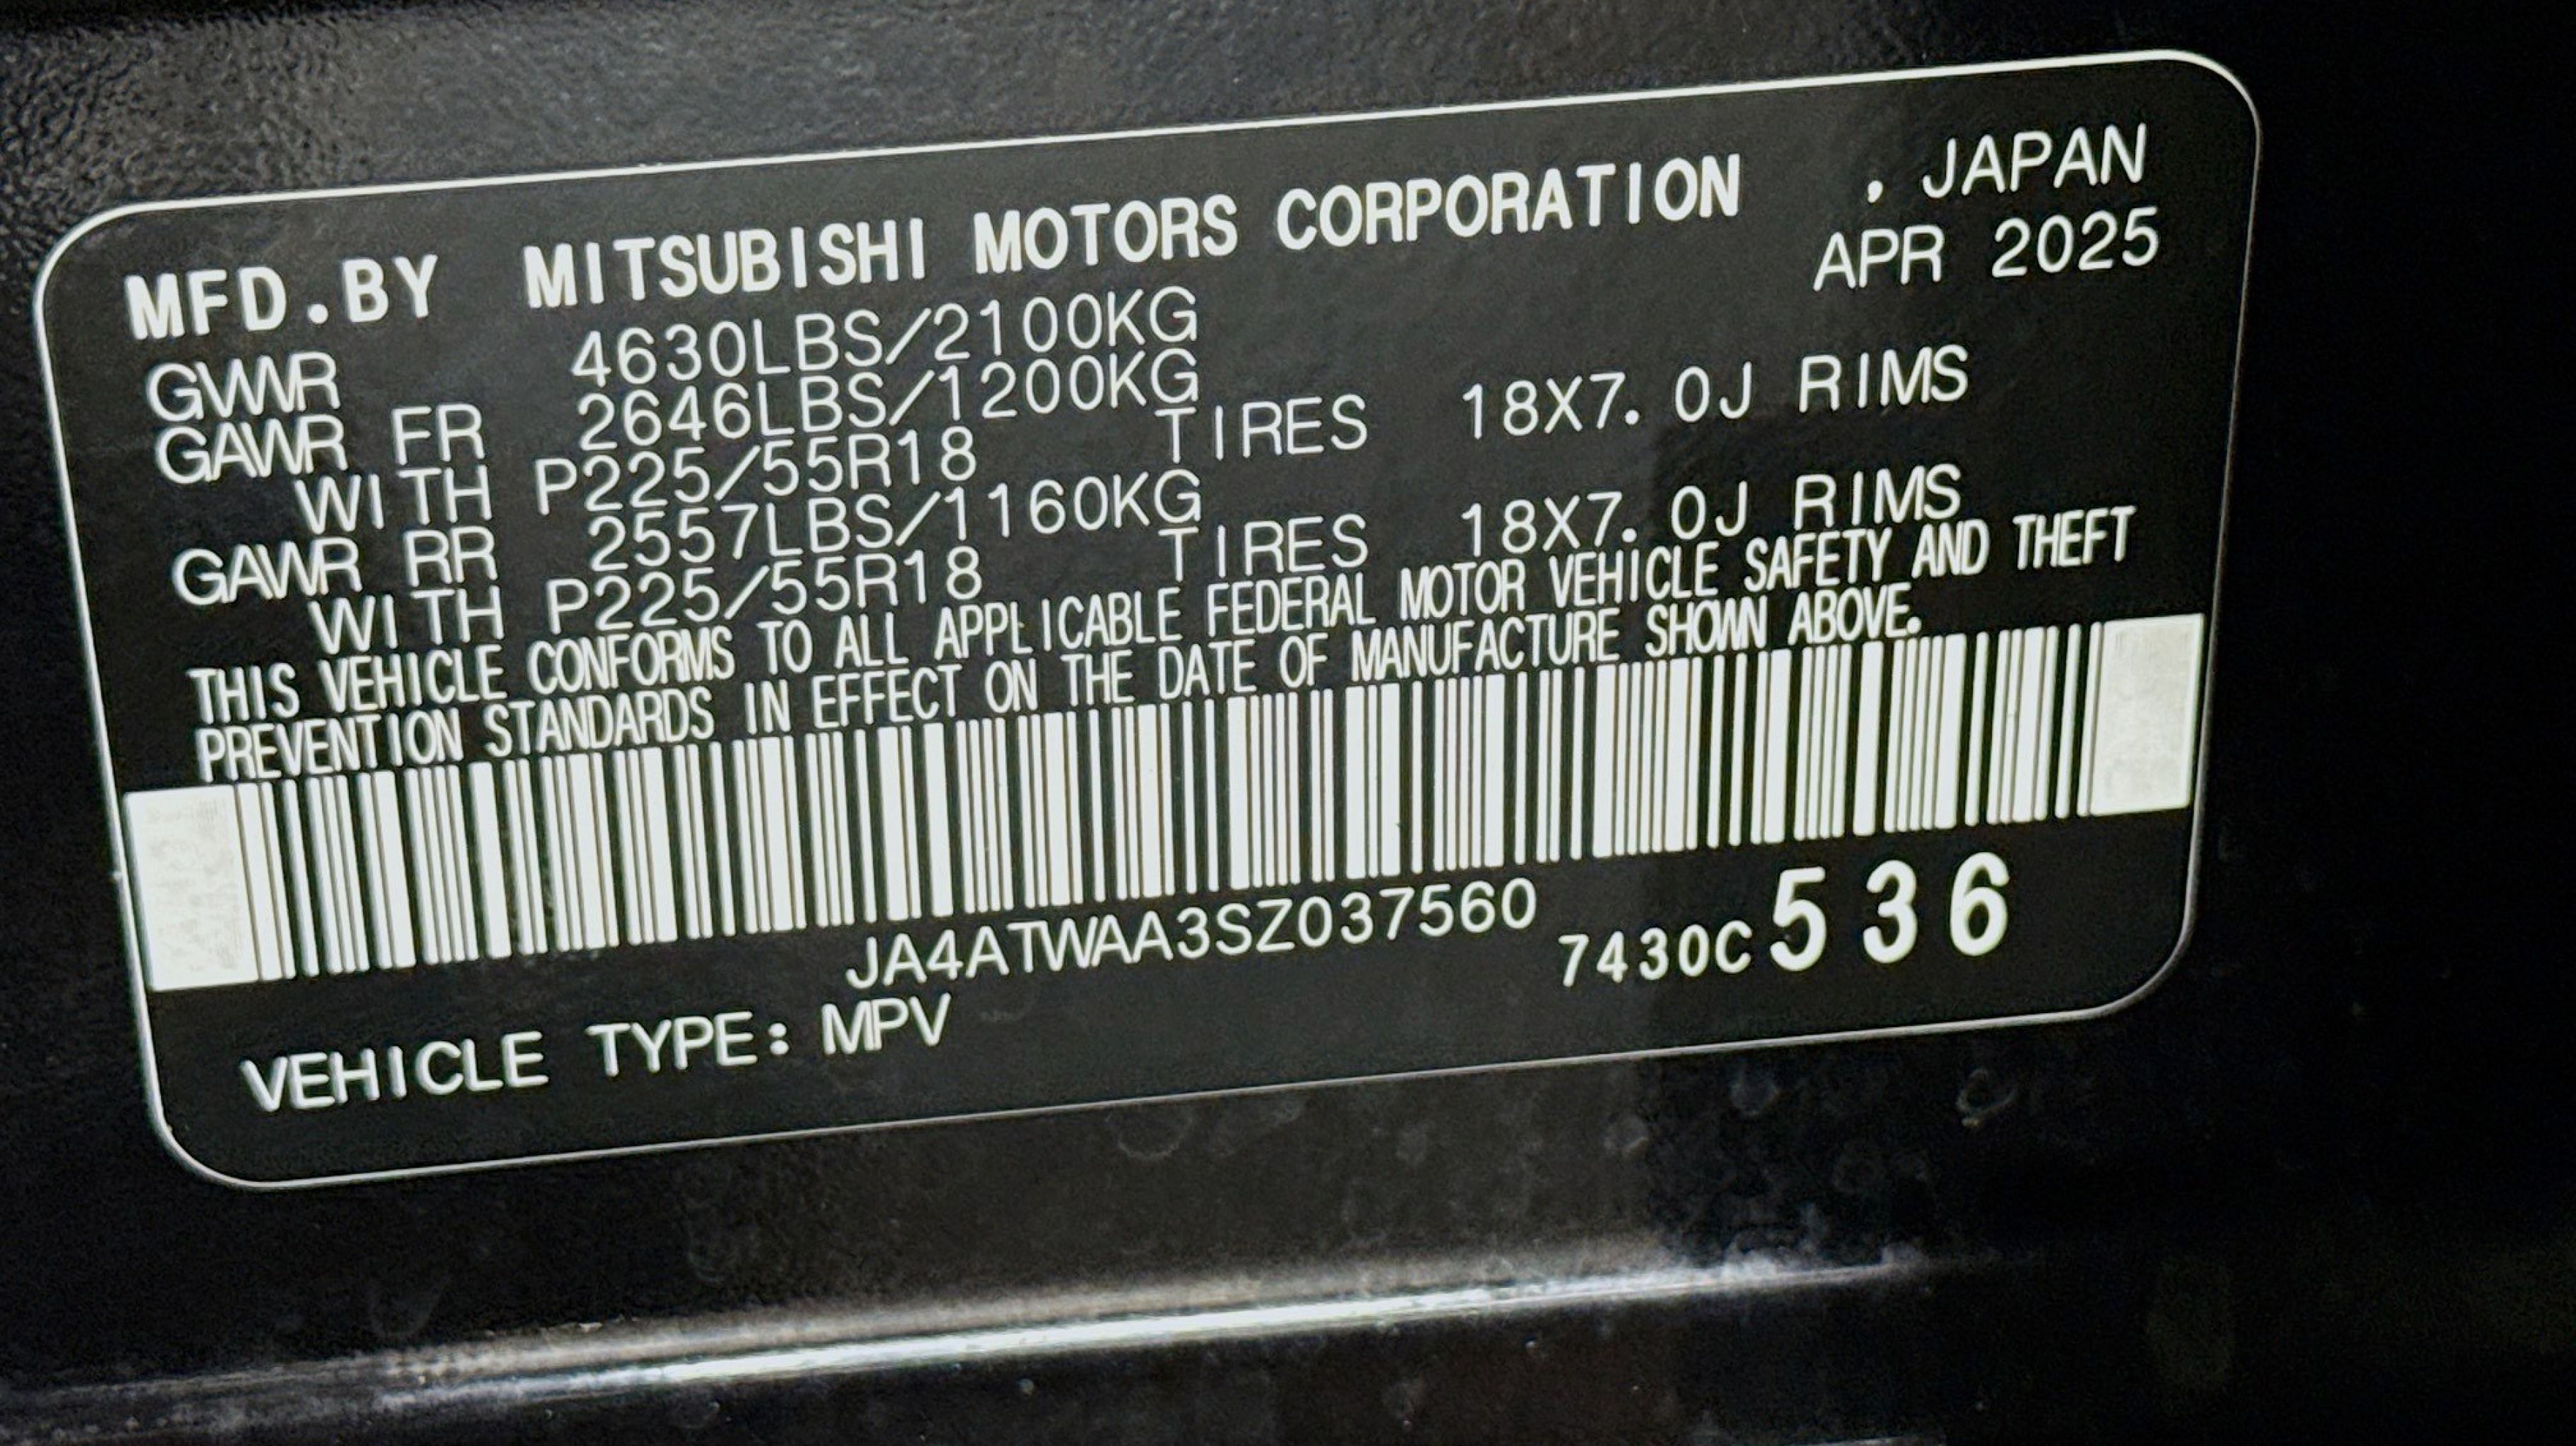 MFD.BY MITSUBISHI MOTORS CORPORATION , JAPAN
APR 2025
GVWR 4630LBS/2100KG
GAWR FR 2646LBS/1200KG
WITH P225/55R18 TIRES 18X7.0J RIMS
GAWR RR 2557LBS/1160KG
WITH P225/55R18 TIRES 18X7.0J RIMS
THIS VEHICLE CONFORMS TO ALL APPLICABLE FEDERAL MOTOR VEHICLE SAFETY AND THEFT
PREVENTION STANDARDS IN EFFECT ON THE DATE OF MANUFACTURE SHOWN ABOVE.
JA4ATWAA3SZ037560
7430C536
VEHICLE TYPE: MPV